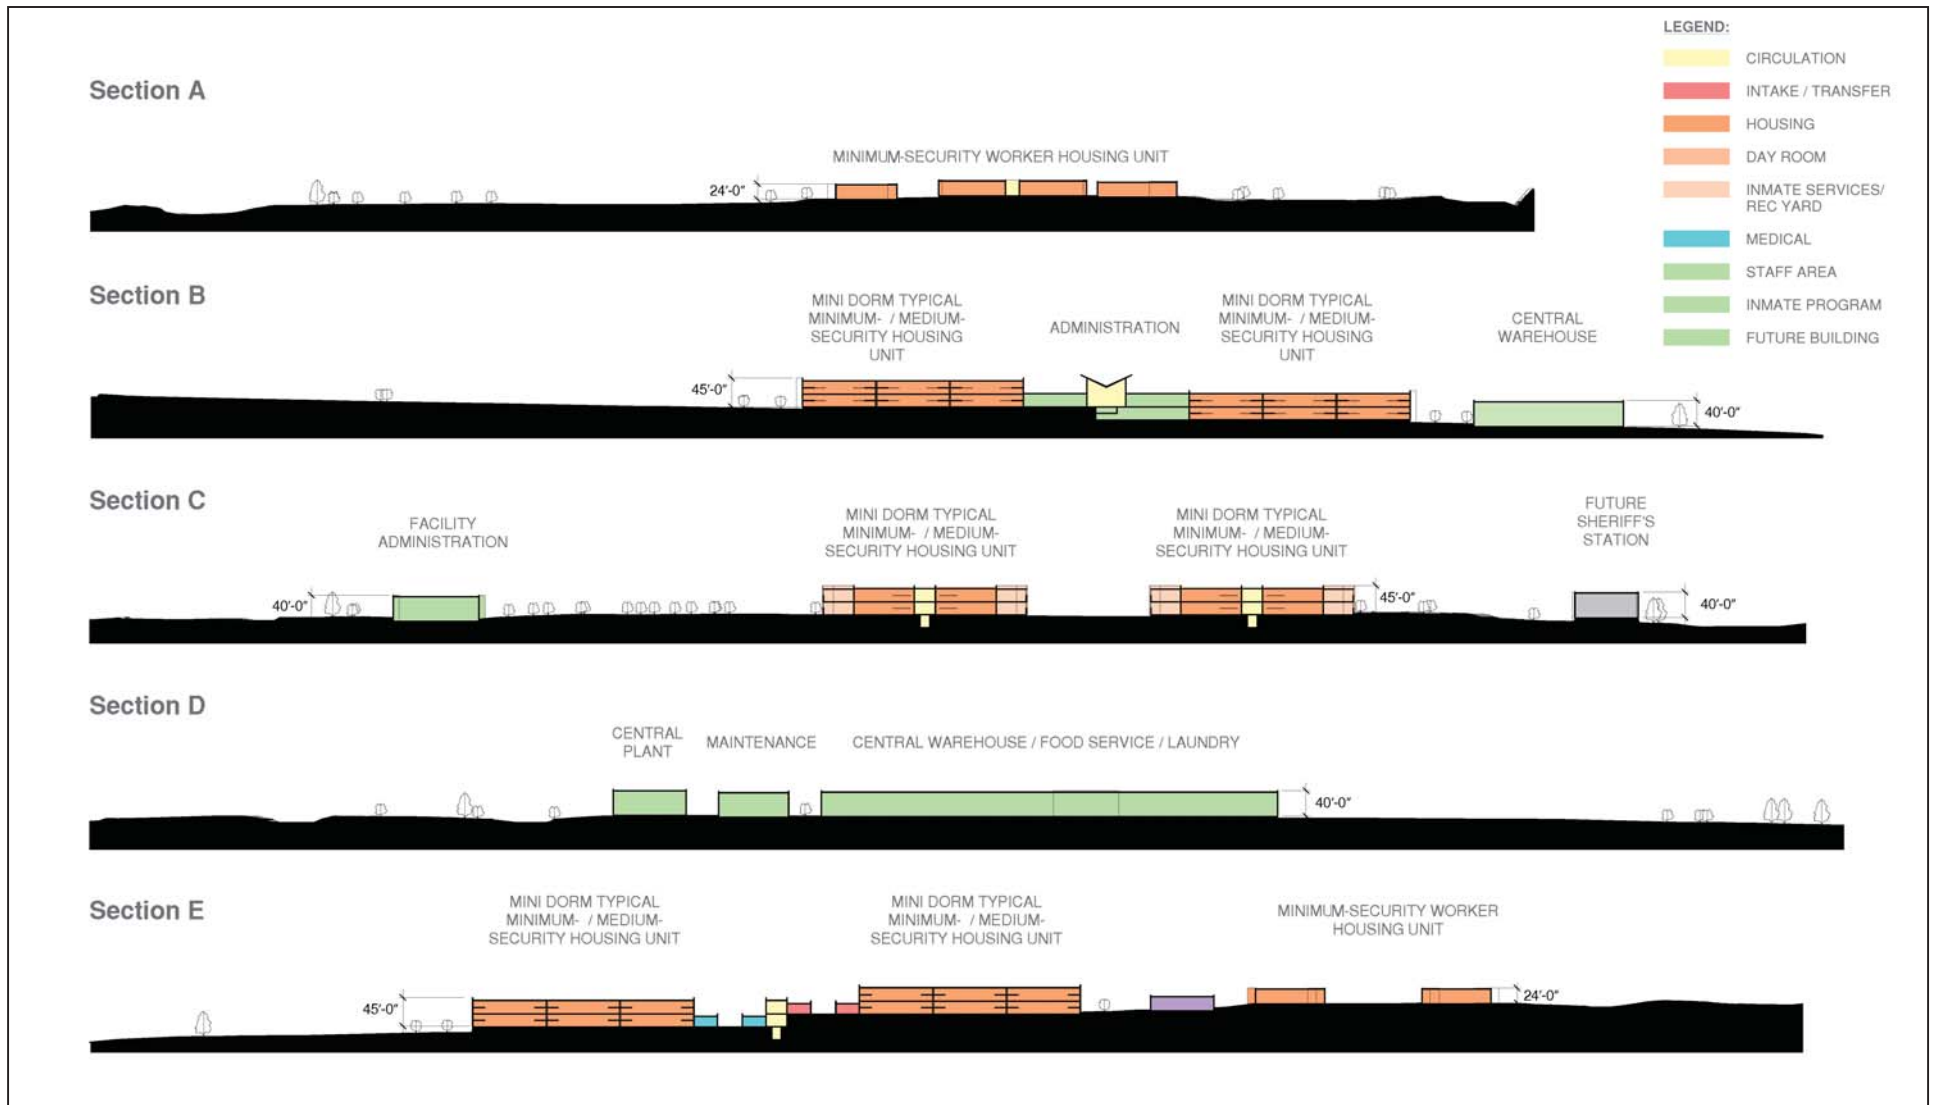 LEGEND:
CIRCULATION
INTAKE / TRANSFER
HOUSING
DAY ROOM
INMATE SERVICES/
REC YARD
MEDICAL
STAFF AREA
INMATE PROGRAM
FUTURE BUILDING
Section A
MINIMUM-SECURITY WORKER HOUSING UNIT
24'-0"
Section B
MINI DORM TYPICAL
MINIMUM- / MEDIUM-
SECURITY HOUSING
UNIT
ADMINISTRATION
MINI DORM TYPICAL
MINIMUM- / MEDIUM-
SECURITY HOUSING
UNIT
CENTRAL
WAREHOUSE
45'-0"
40'-0"
Section C
FACILITY
ADMINISTRATION
MINI DORM TYPICAL
MINIMUM- / MEDIUM-
SECURITY HOUSING UNIT
MINI DORM TYPICAL
MINIMUM- / MEDIUM-
SECURITY HOUSING UNIT
FUTURE
SHERIFF'S
STATION
40'-0"
45'-0"
40'-0"
Section D
CENTRAL
PLANT
MAINTENANCE
CENTRAL WAREHOUSE / FOOD SERVICE / LAUNDRY
40'-0"
Section E
MINI DORM TYPICAL
MINIMUM- / MEDIUM-
SECURITY HOUSING UNIT
MINI DORM TYPICAL
MINIMUM- / MEDIUM-
SECURITY HOUSING UNIT
MINIMUM-SECURITY WORKER
HOUSING UNIT
45'-0"
24'-0"